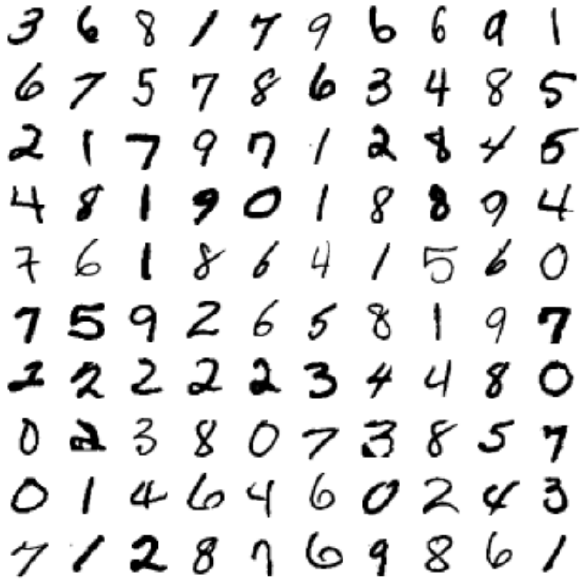 3 6 8 1 7 9 6 6 9 1
6 7 5 7 8 6 3 4 8 5
2 1 7 9 7 1 2 8 4 5
4 8 1 9 0 1 8 8 9 4
7 6 1 8 6 4 1 5 6 0
7 5 9 2 6 5 8 1 9 7
2 2 2 2 2 3 4 4 8 0
0 2 3 8 0 7 3 8 5 7
0 1 4 6 4 6 0 2 4 3
7 1 2 8 7 6 9 8 6 1